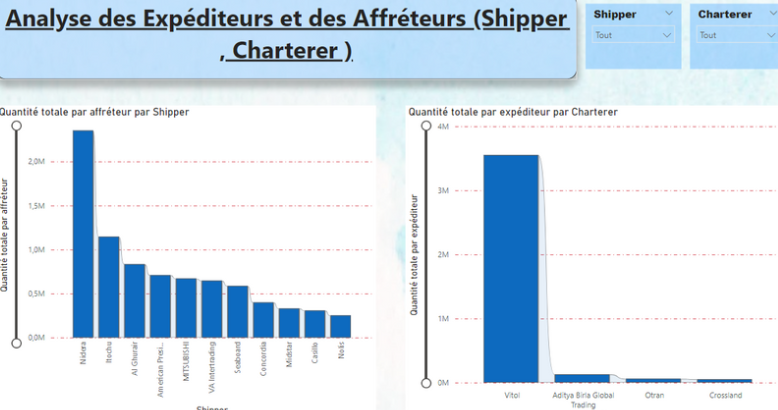 Analyse des Expéditeurs et des Affréteurs (Shipper
, Charterer )
Shipper
Tout
Charterer
Tout
Quantité totale par affréteur par Shipper
Quantité totale par affréteur
2,0M
1,5M
1,0M
0,5M
0,0M
Nidera
Itochu
Al Ghurair
American Presi...
MITSUBISHI
VA Intertrading
Seaboard
Concordia
Midstar
Casillo
Shipper
Quantité totale par expéditeur par Charterer
Quantité totale par expéditeur
4M
3M
2M
1M
0M
Vitol
Aditya Birla Global
Trading
Otran
Crossland